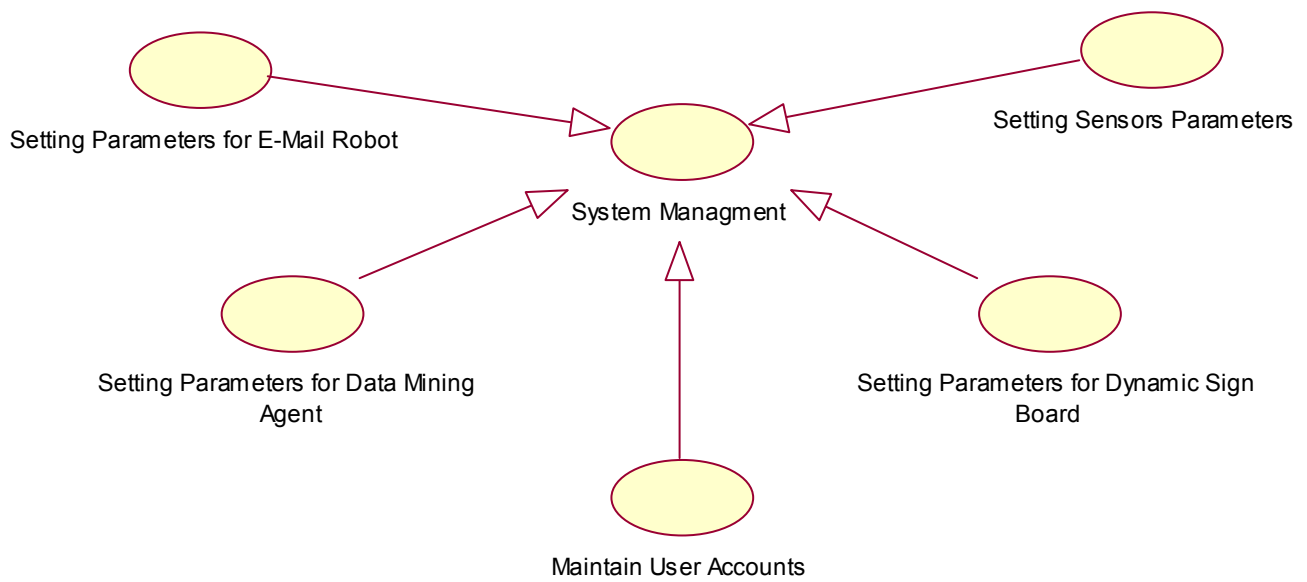 Setting Parameters for E-Mail Robot
Setting Sensors Parameters
System Managment
Setting Parameters for Data Mining
Agent
Setting Parameters for Dynamic Sign
Board
Maintain User Accounts